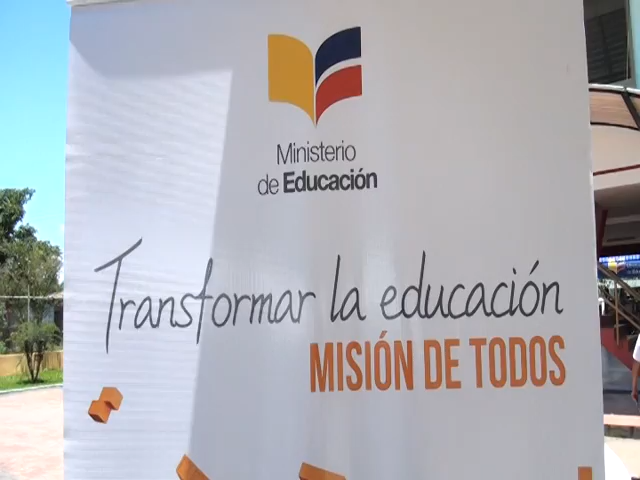 Ministerio
de Educación
Transformar la educación
MISIÓN DE TODOS